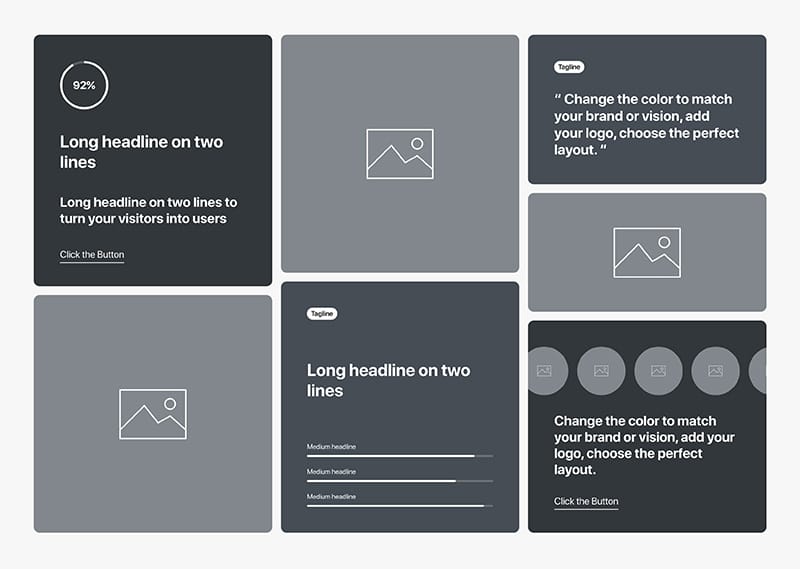 92%
Long headline on two
lines
Long headline on two lines to
turn your visitors into users
Click the Button
Tagline
Long headline on two
lines
Medium headline
Medium headline
Medium headline
Tagline
“ Change the color to match
your brand or vision, add
your logo, choose the perfect
layout. “
Change the color to match
your brand or vision, add your
logo, choose the perfect
layout.
Click the Button